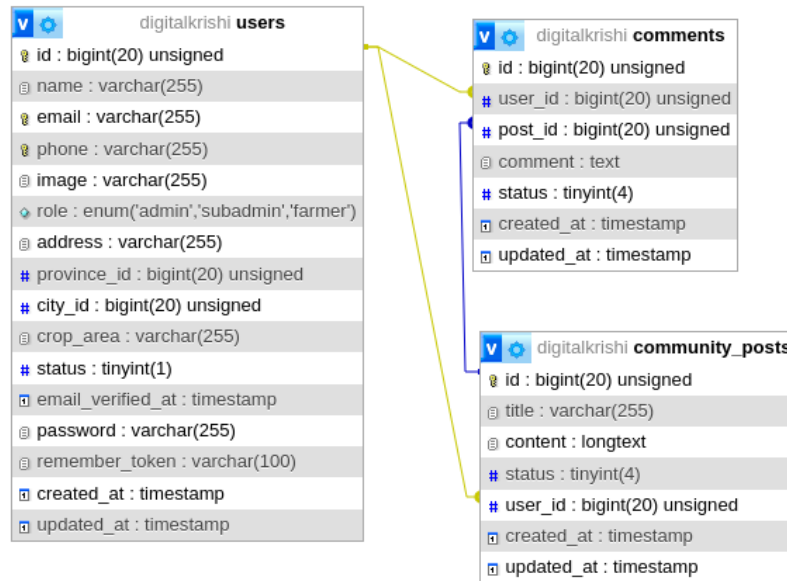 v digitalkrishi users
id : bigint(20) unsigned
name : varchar(255)
email : varchar(255)
phone : varchar(255)
image : varchar(255)
role : enum('admin','subadmin','farmer')
address : varchar(255)
# province_id : bigint(20) unsigned
# city_id : bigint(20) unsigned
crop_area : varchar(255)
# status : tinyint(1)
email_verified_at : timestamp
password : varchar(255)
remember_token : varchar(100)
created_at : timestamp
updated_at : timestamp
v digitalkrishi comments
id : bigint(20) unsigned
# user_id : bigint(20) unsigned
# post_id : bigint(20) unsigned
comment : text
# status : tinyint(4)
created_at : timestamp
updated_at : timestamp
v digitalkrishi community_posts
id : bigint(20) unsigned
title : varchar(255)
content : longtext
# status : tinyint(4)
# user_id : bigint(20) unsigned
created_at : timestamp
updated_at : timestamp